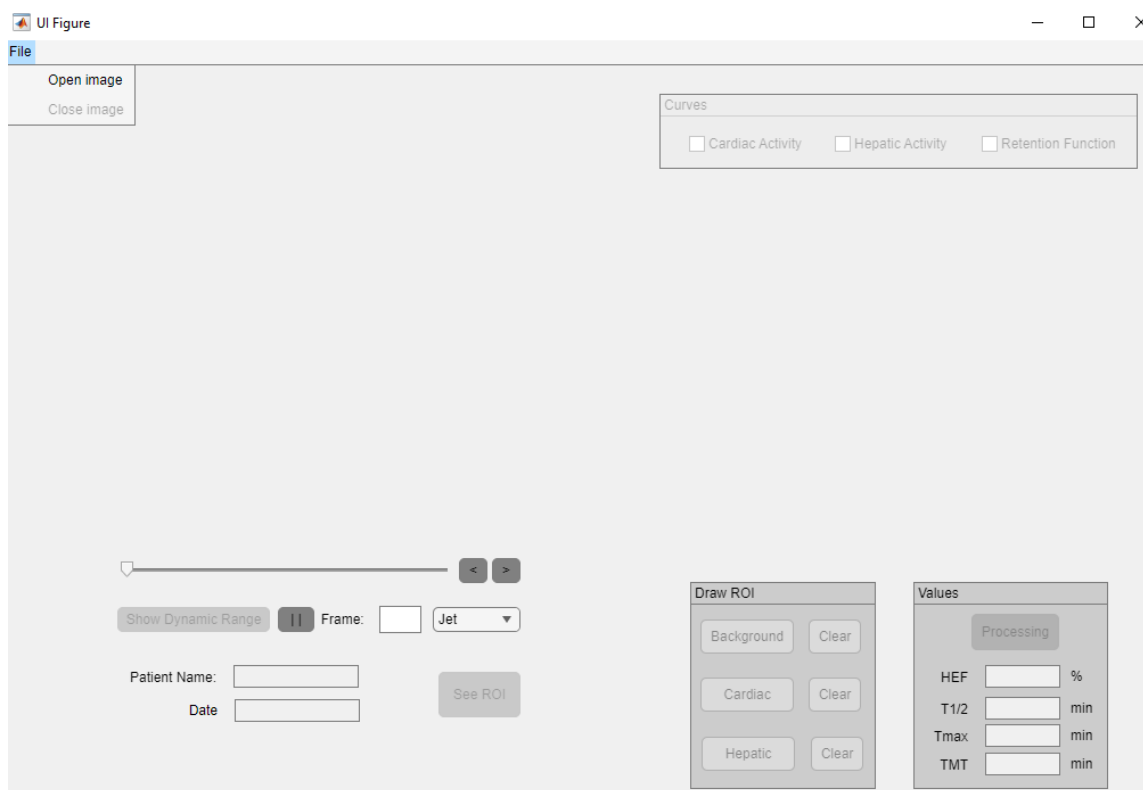 UI Figure
File
Open image
Close image
Curves
Cardiac Activity
Hepatic Activity
Retention Function
< >
Show Dynamic Range || Frame: Jet
Patient Name:
Date
See ROI
Draw ROI
Background Clear
Cardiac Clear
Hepatic Clear
Values
Processing
HEF %
T1/2 min
Tmax min
TMT min